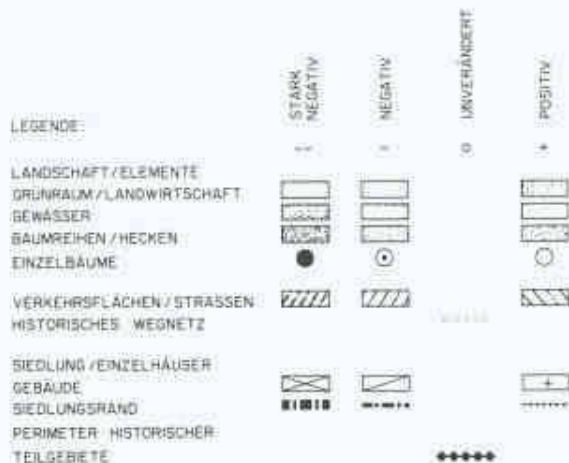 STARK
NEGATIV
NEGATIV
UNVERÄNDERT
POSITIV
LEGENDE:
-- - o +
LANDSCHAFT/ELEMENTE
GRÜNRAUM/LANDWIRTSCHAFT
GEWÄSSER
BAUMREIHEN/HECKEN
EINZELBÄUME
VERKEHRSFLÄCHEN/STRASSEN
HISTORISCHES WEGNETZ
SIEDLUNG/EINZELHÄUSER
GEBÄUDE
SIEDLUNGSRAND
PERIMETER HISTORISCHER
TEILGEBIETE